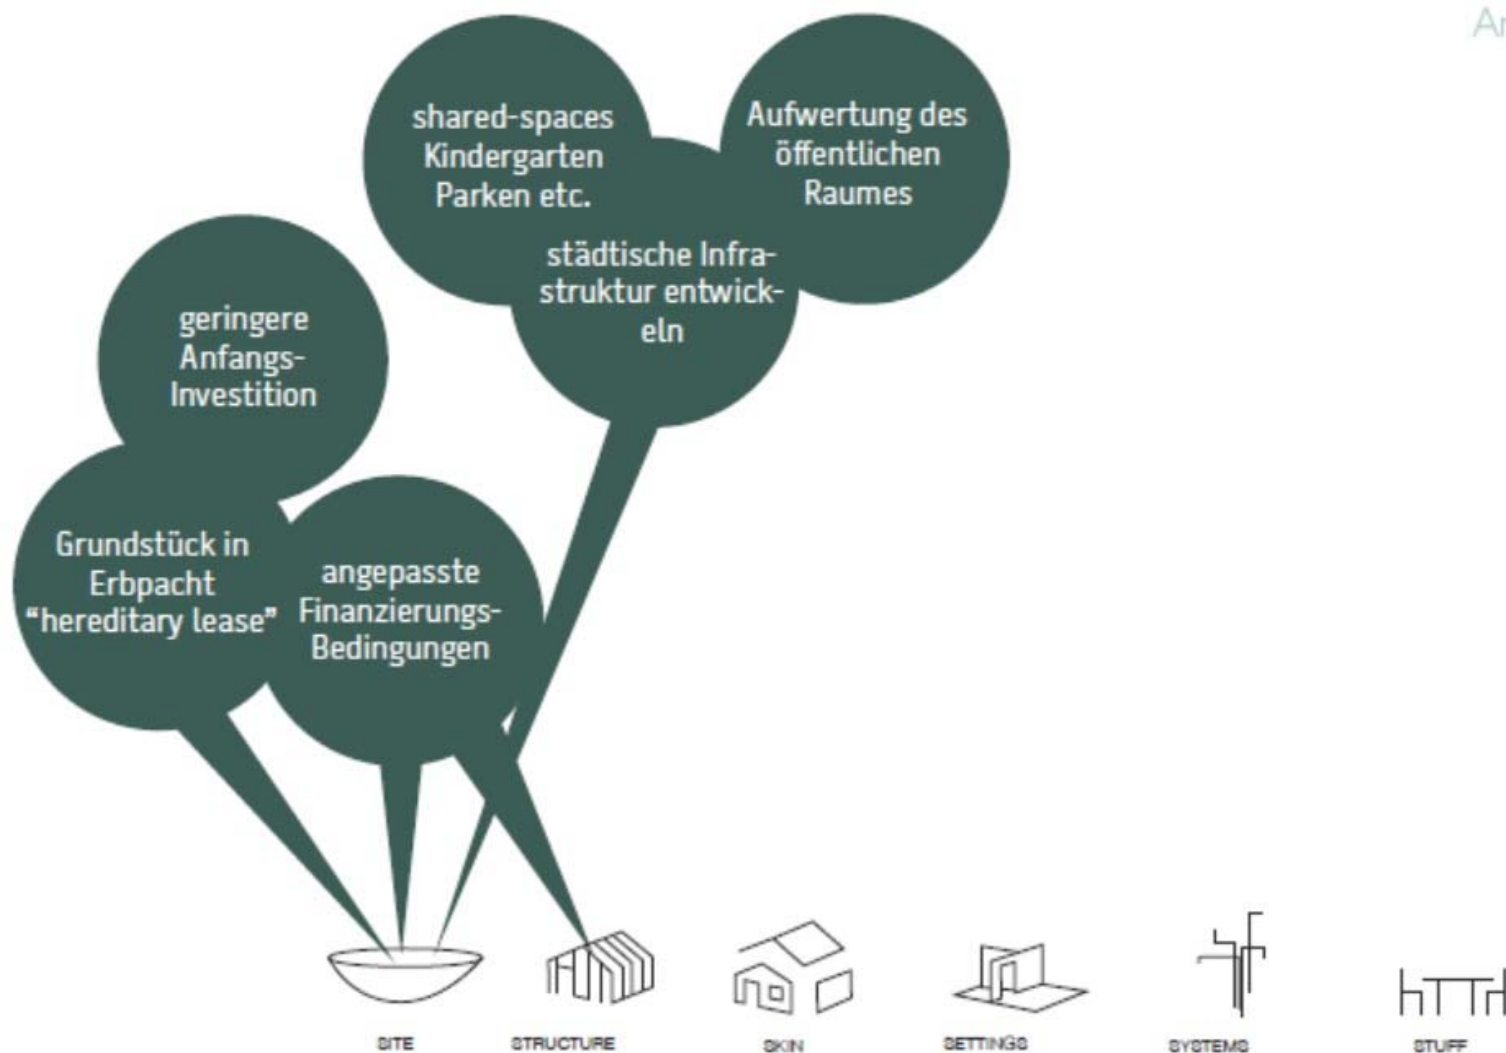 shared-spaces
Kindergarten
Parken etc.
Aufwertung des
öffentlichen
Raumes
städtische Infra-
struktur entwick-
eln
geringere
Anfangs-
Investition
Grundstück in
Erbpacht
“hereditary lease”
angepasste
Finanzierungs-
Bedingungen
SITE
STRUCTURE
SKIN
SETTINGS
SYSTEMS
STUFF